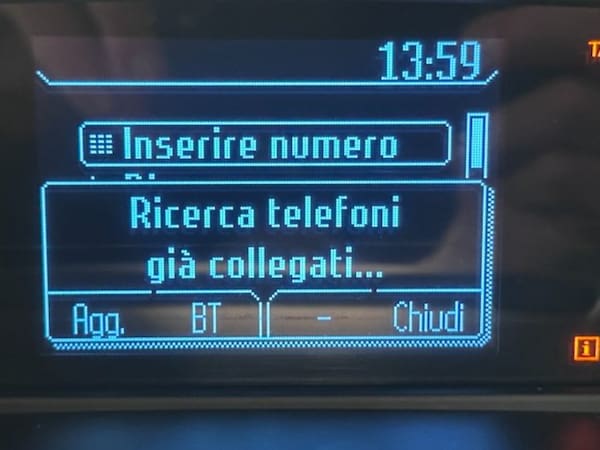 13:59
Inserire numero
Ricerca telefoni
già collegati...
Agg. BT - Chiudi
i